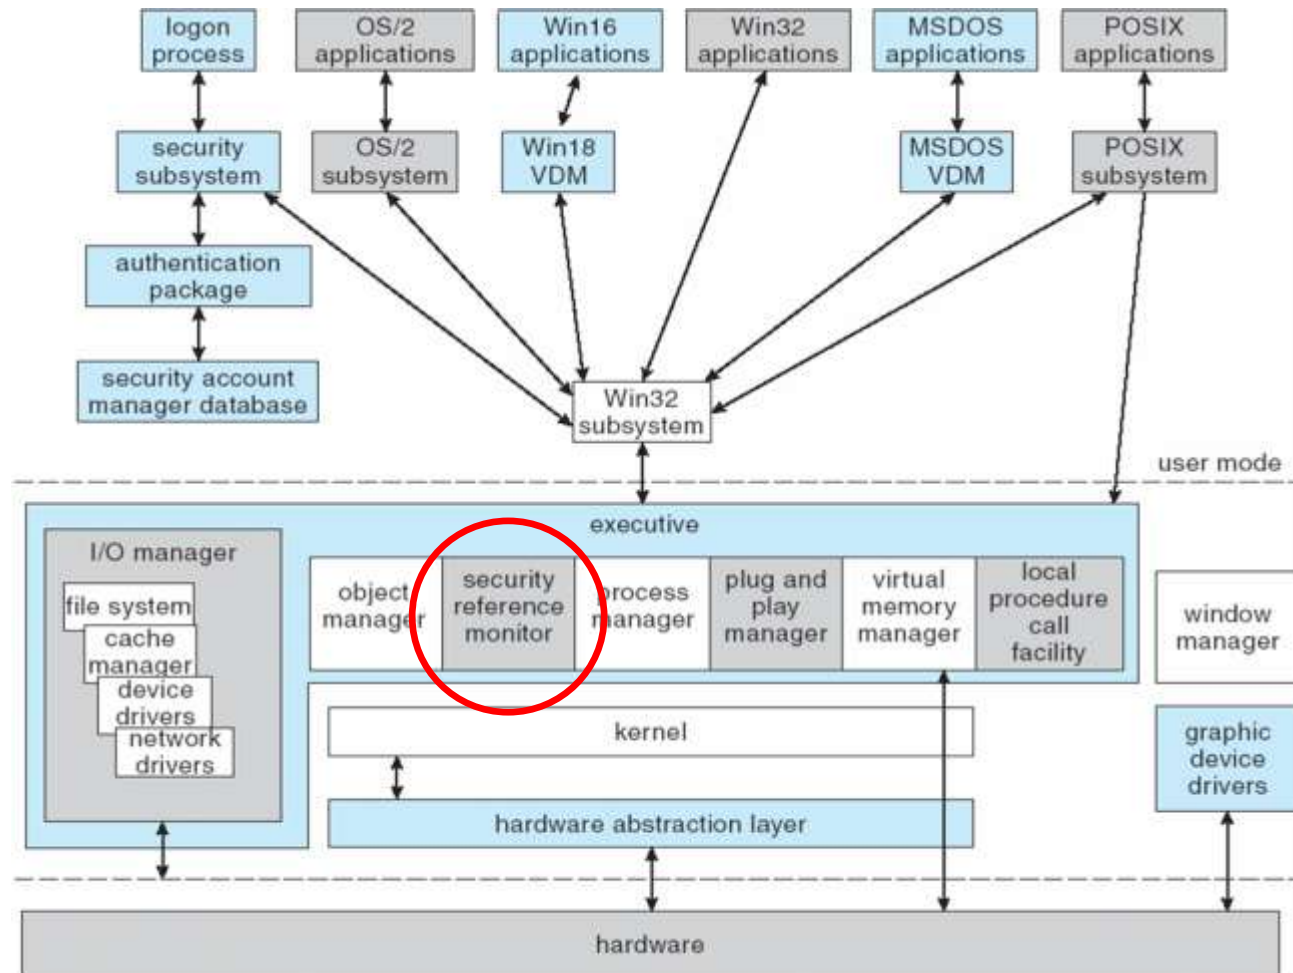 logon
process
OS/2
applications
Win16
applications
Win32
applications
MSDOS
applications
POSIX
applications
security
subsystem
OS/2
subsystem
Win18
VDM
MSDOS
VDM
POSIX
subsystem
authentication
package
security account
manager database
Win32
subsystem
user mode
executive
I/O manager
file system
cache
manager
device
drivers
network
drivers
object
manager
security
reference
monitor
process
manager
plug and
play
manager
virtual
memory
manager
local
procedure
call
facility
window
manager
kernel
graphic
device
drivers
hardware abstraction layer
hardware